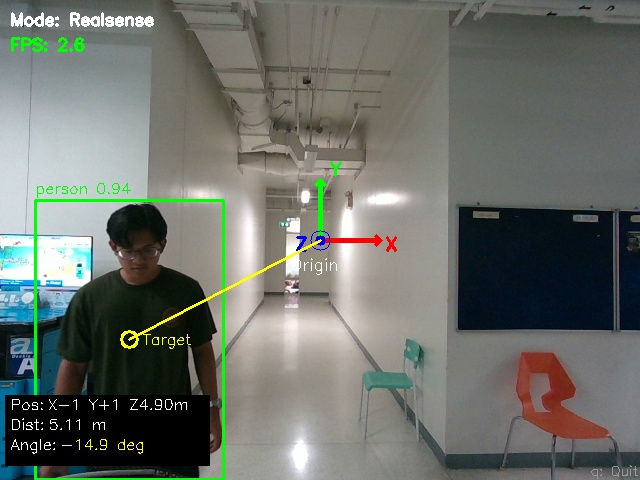 Mode: Realsense
FPS: 2.6
Y
person 0.94
Z
X
Origin
Target
Pos: X-1 Y+1 Z4.90m
Dist: 5.11 m
Angle: -14.9 deg
q: Quit